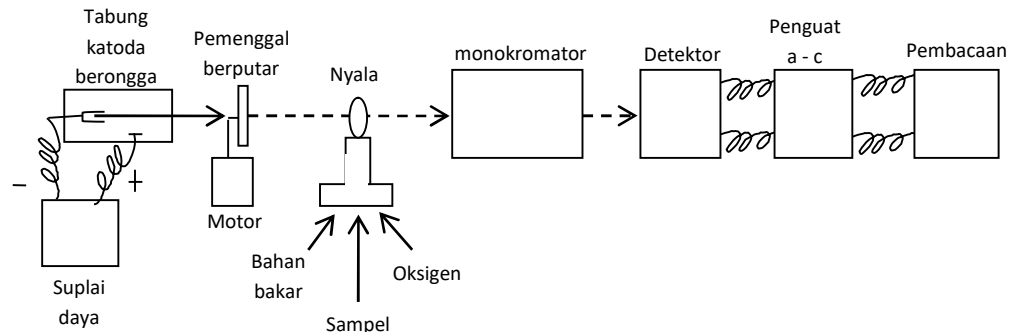 Tabung
katoda
berongga
Pemenggal
berputar
Nyala
monokromator
Detektor
Penguat
a - c
Pembacaan
–
+
Motor
Bahan
bakar
Oksigen
Sampel
Suplai
daya